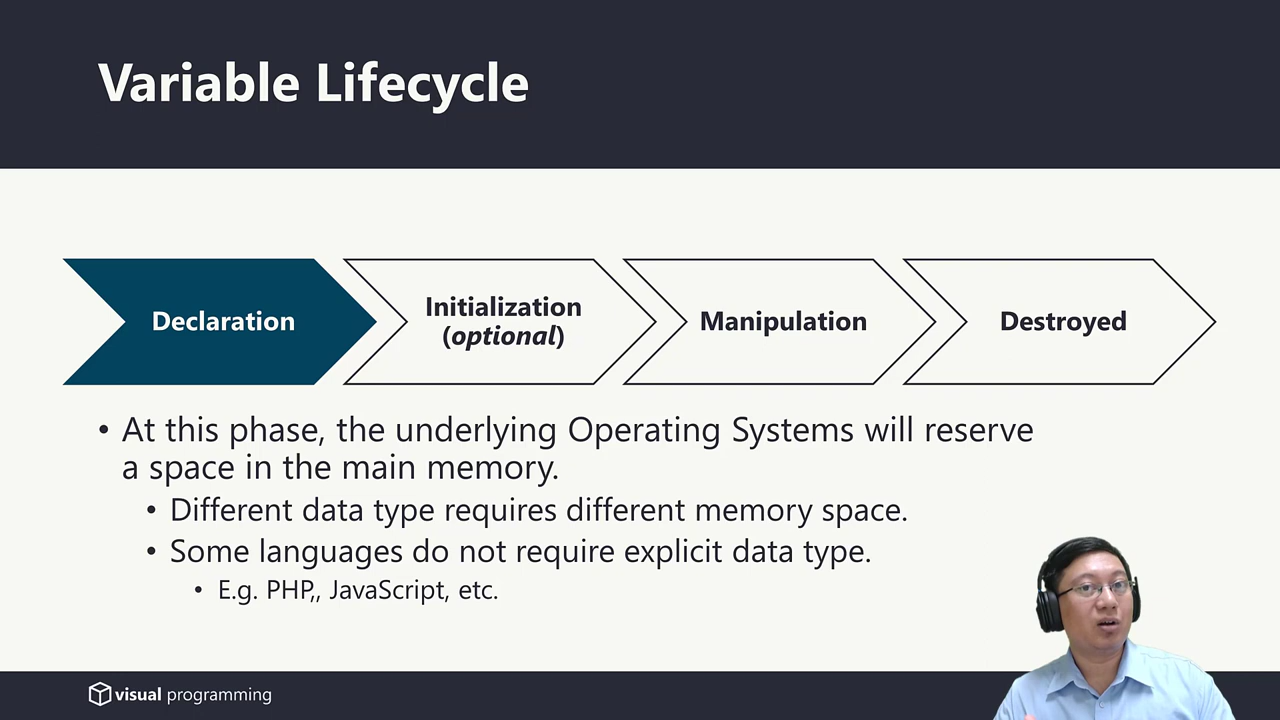 Variable Lifecycle
Declaration
Initialization
(optional)
Manipulation
Destroyed
• At this phase, the underlying Operating Systems will reserve
a space in the main memory.
• Different data type requires different memory space.
• Some languages do not require explicit data type.
• E.g. PHP,, JavaScript, etc.
visual programming